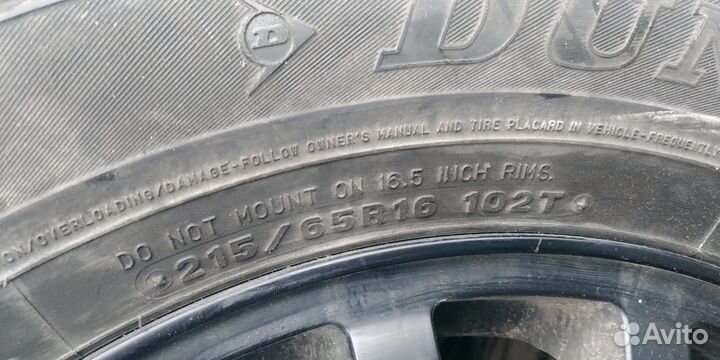 D DUN
ON/OVERLOADING/DAMAGE-FOLLOW OWNER'S MANUAL AND TIRE PLACARD IN VEHICLE-FREQUENTLY
DO NOT MOUNT ON 16.5 INCH RIMS.
215/65R16 102T
Avito